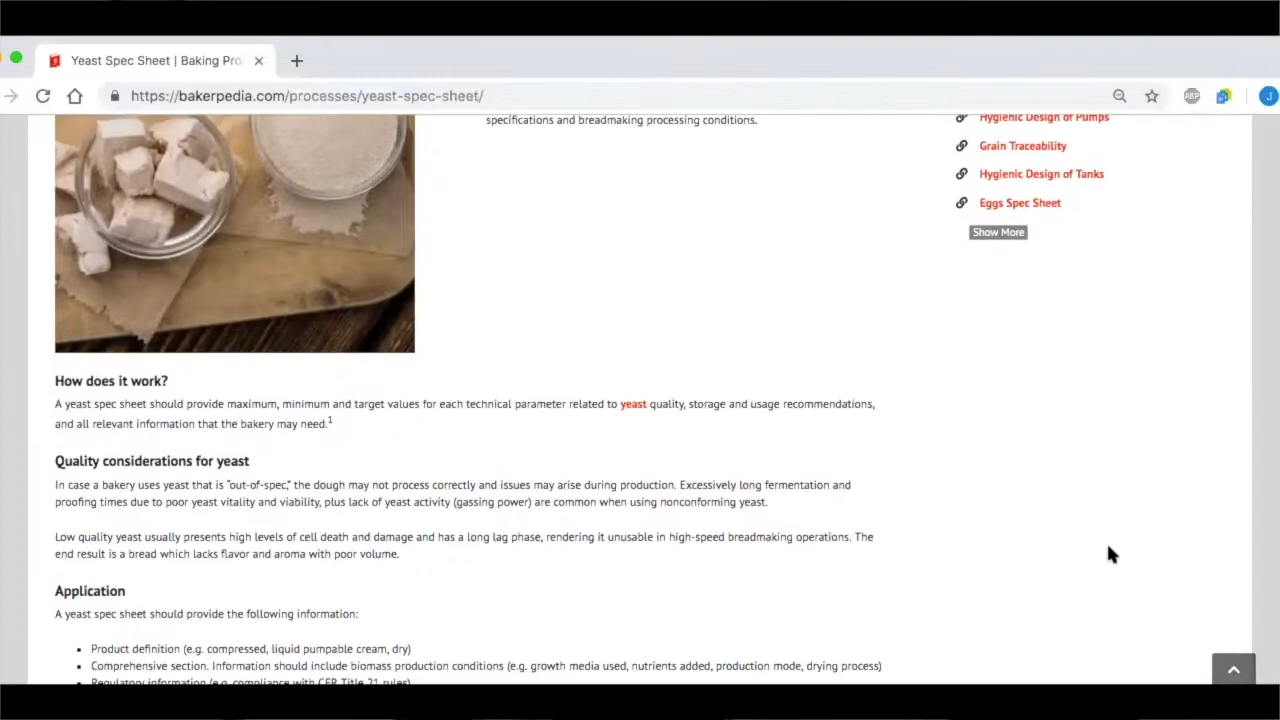 Yeast Spec Sheet | Baking Pro
https://bakerpedia.com/processes/yeast-spec-sheet/
ABP
J
specifications and breadmaking processing conditions.
Hygienic Design of Pumps
Grain Traceability
Hygienic Design of Tanks
Eggs Spec Sheet
Show More
How does it work?
A yeast spec sheet should provide maximum, minimum and target values for each technical parameter related to yeast quality, storage and usage recommendations,
and all relevant information that the bakery may need.1
Quality considerations for yeast
In case a bakery uses yeast that is “out-of-spec,” the dough may not process correctly and issues may arise during production. Excessively long fermentation and
proofing times due to poor yeast vitality and viability, plus lack of yeast activity (gassing power) are common when using nonconforming yeast.
Low quality yeast usually presents high levels of cell death and damage and has a long lag phase, rendering it unusable in high-speed breadmaking operations. The
end result is a bread which lacks flavor and aroma with poor volume.
Application
A yeast spec sheet should provide the following information:
Product definition (e.g. compressed, liquid pumpable cream, dry)
Comprehensive section. Information should include biomass production conditions (e.g. growth media used, nutrients added, production mode, drying process)
Regulatory information (e.g. compliance with CFR Title 21 rules)